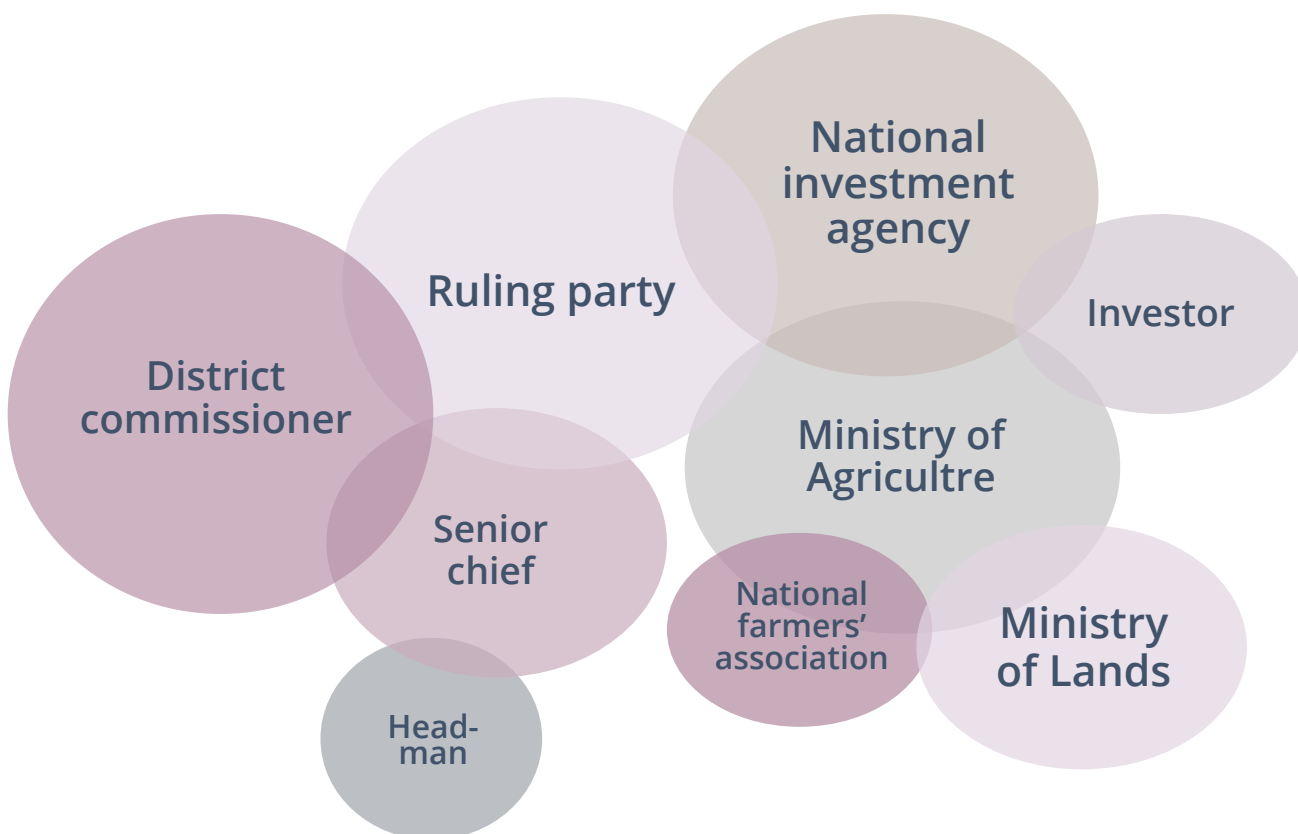 National
investment
agency
Ruling party
Investor
District
commissioner
Ministry of
Agricultre
Senior
chief
National
farmers’
association
Ministry
of Lands
Head-
man